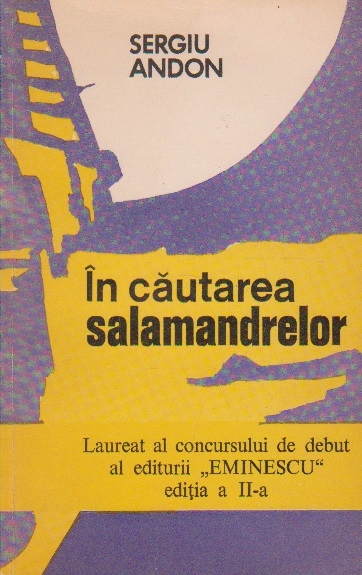 SERGIU
ANDON
În căutarea
salamandrelor
Laureat al concursului de debut
al editurii „EMINESCU“
ediția a II-a